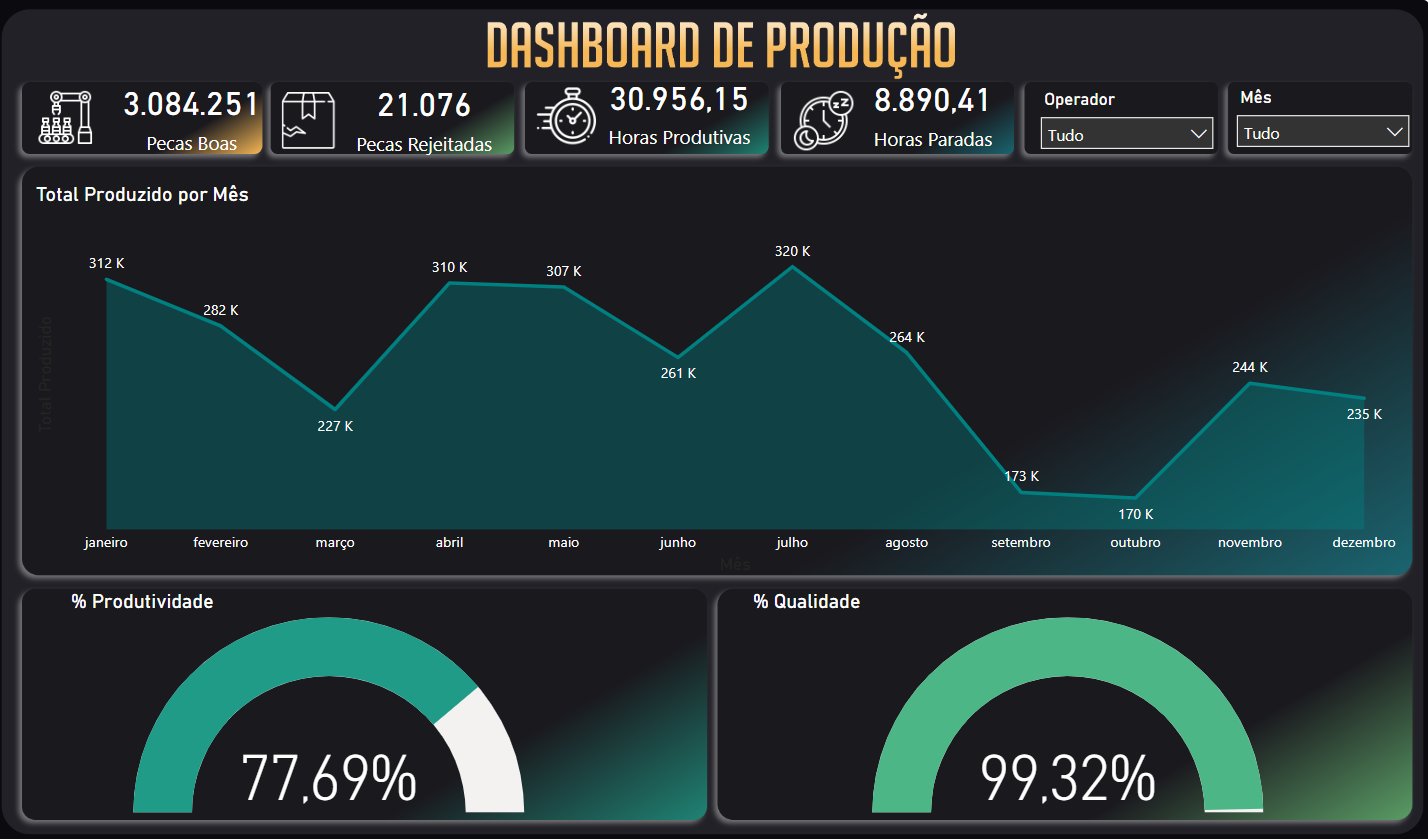 DASHBOARD DE PRODUÇÃO
3.084.251
Pecas Boas
21.076
Pecas Rejeitadas
30.956,15
Horas Produtivas
zZ
8.890,41
Horas Paradas
Operador
Tudo
Mês
Tudo
Total Produzido por Mês
Total Produzido
312 K
282 K
227 K
310 K
307 K
261 K
320 K
264 K
173 K
170 K
244 K
235 K
janeiro
fevereiro
março
abril
maio
junho
julho
agosto
setembro
outubro
novembro
dezembro
Mês
% Produtividade
77,69%
% Qualidade
99,32%